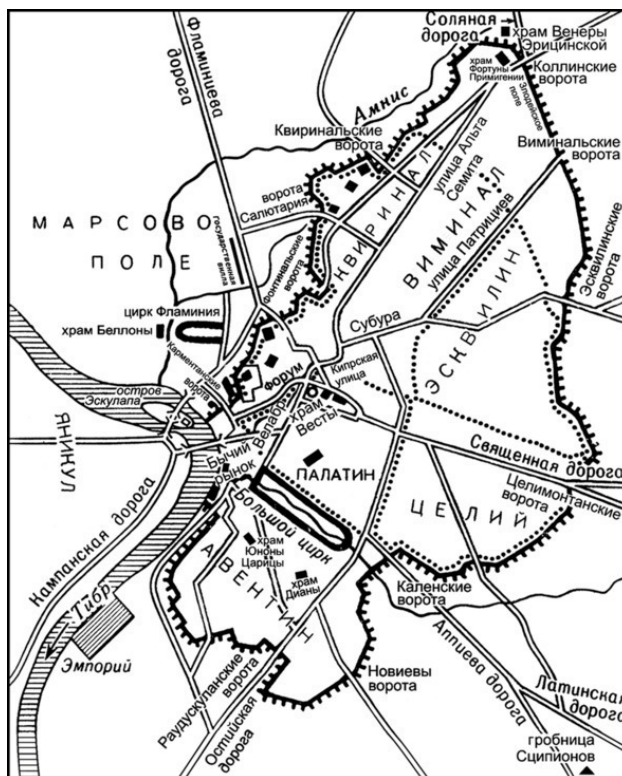 Соляная
дорога
храм Венеры
Эрицинской
храм
Фортуны
Примигении
Коллинские
ворота
Злодейское
поле
Фламиниева
дорога
Амнис
Квиринальские
ворота
Виминальские
ворота
улица Альта
Семита
КВИРИНАЛ
ВИМИНАЛ
улица Патрициев
ворота
Салютария
МАРСОВО
ПОЛЕ
государственная
вилла
Фонтинальские
ворота
Эсквилинские
ворота
ЭСКВИЛИН
цирк Фламиния
храм Беллоны
Субура
Карментанские
ворота
Форум
Кипрская
улица
остров
Эскулапа
ЯНИКУЛ
Велабр
храм
Весты
Бычий
рынок
Священная дорога
ПАЛАТИН
Целимонтанские
ворота
ЦЕЛИЙ
Большой цирк
Кампанская дорога
храм
Юноны
Царицы
АВЕНТИН
храм
Дианы
Каленские
ворота
Тибр
Эмпорий
Раудускуланские
ворота
Остийская
дорога
Новиевы
ворота
Аппиева дорога
Латинская
дорога
гробница
Сципионов